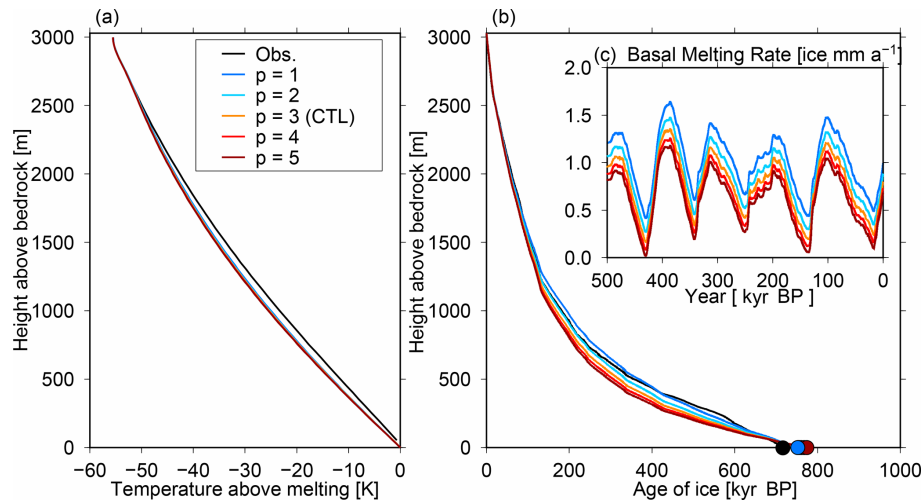 (a)
3000
2500
2000
1500
1000
500
0
Height above bedrock [m]
Obs.
p = 1
p = 2
p = 3 (CTL)
p = 4
p = 5
−60 −50 −40 −30 −20 −10 0
Temperature above melting [K]
(b)
3000
2500
2000
1500
1000
500
0
Height above bedrock [m]
(c) Basal Melting Rate [ice mm a⁻¹]
2.0
1.5
1.0
0.5
0.0
500 400 300 200 100 0
Year [ kyr BP ]
0 200 400 600 800 1000
Age of ice [kyr BP]